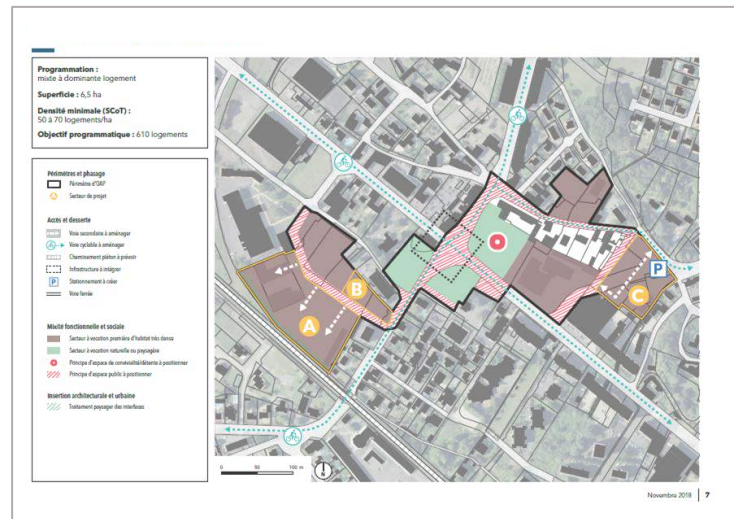 Programmation :
mixte à dominante logement
Superficie : 6,5 ha
Densité minimale (SCoT) :
50 à 70 logements/ha
Objectif programmatique : 610 logements
Périmètres et phasage
Périmètre d'OAP
Secteur de projet
Accès et desserte
Voie secondaire à aménager
Voie cyclable à aménager
Cheminement piéton à prévoir
Infrastructure à intégrer
P Stationnement à créer
Voie ferrée
Mixité fonctionnelle et sociale
Secteur à vocation première d'habitat très dense
Secteur à vocation naturelle ou paysagère
Principe d'espace de convivialité/détente à positionner
Principe d'espace public à positionner
Insertion architecturale et urbaine
Traitement paysager des interfaces
A
B
C
P
0 50 100 m
N
Novembre 2018 | 7